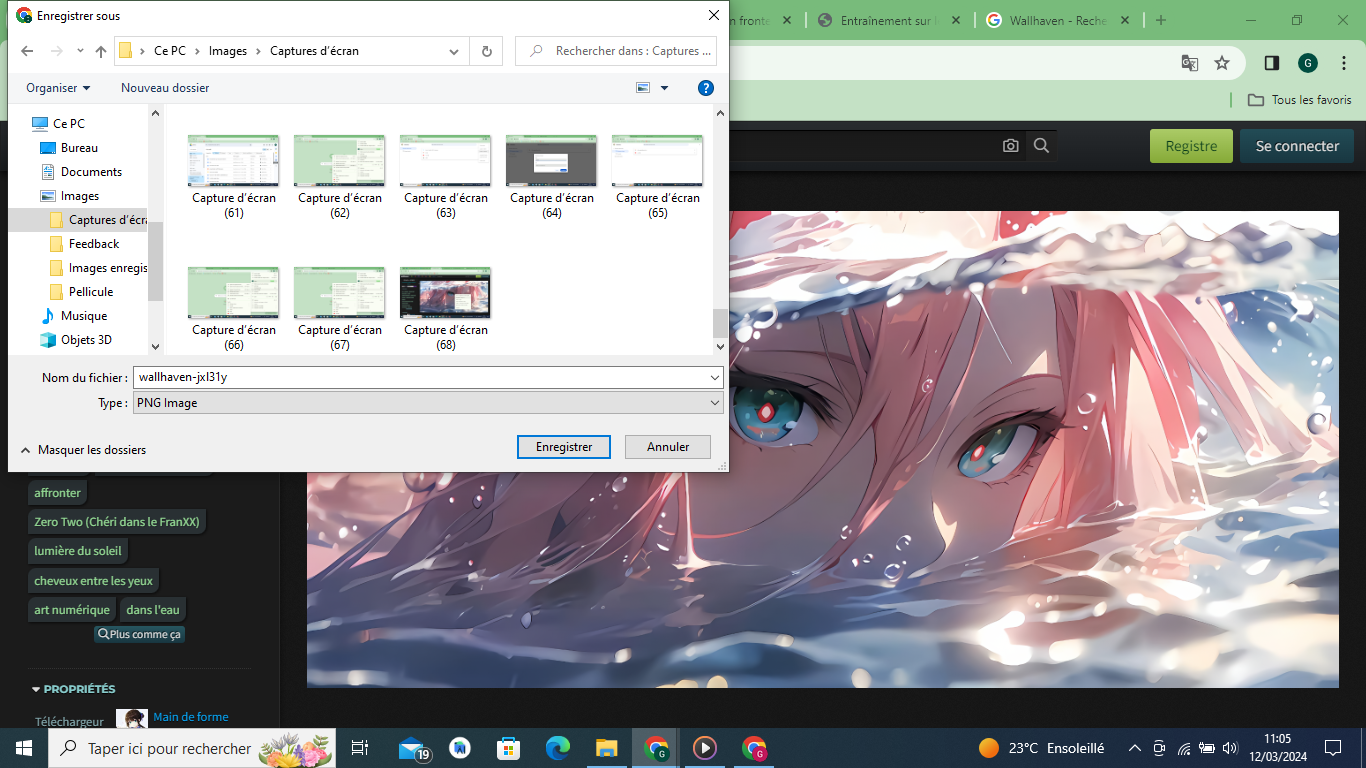 Enregistrer sous
n fronte
Entraînement sur l
Wallhaven - Reche
Ce PC
Images
Captures d'écran
Rechercher dans : Captures ...
G
Organiser
Nouveau dossier
?
Tous les favoris
Ce PC
Bureau
Documents
Images
Captures d'écra
Feedback
Images enregis
Pellicule
Musique
Objets 3D
Capture d'écran
(61)
Capture d'écran
(62)
Capture d'écran
(63)
Capture d'écran
(64)
Capture d'écran
(65)
Capture d'écran
(66)
Capture d'écran
(67)
Capture d'écran
(68)
Registre
Se connecter
Nom du fichier :
wallhaven-jxl31y
Type :
PNG Image
Masquer les dossiers
Enregistrer
Annuler
affronter
Zero Two (Chéri dans le FranXX)
lumière du soleil
cheveux entre les yeux
art numérique
dans l'eau
Plus comme ça
PROPRIÉTÉS
Téléchargeur
Main de forme
Taper ici pour rechercher
19
G
G
23°C Ensoleillé
11:05
12/03/2024